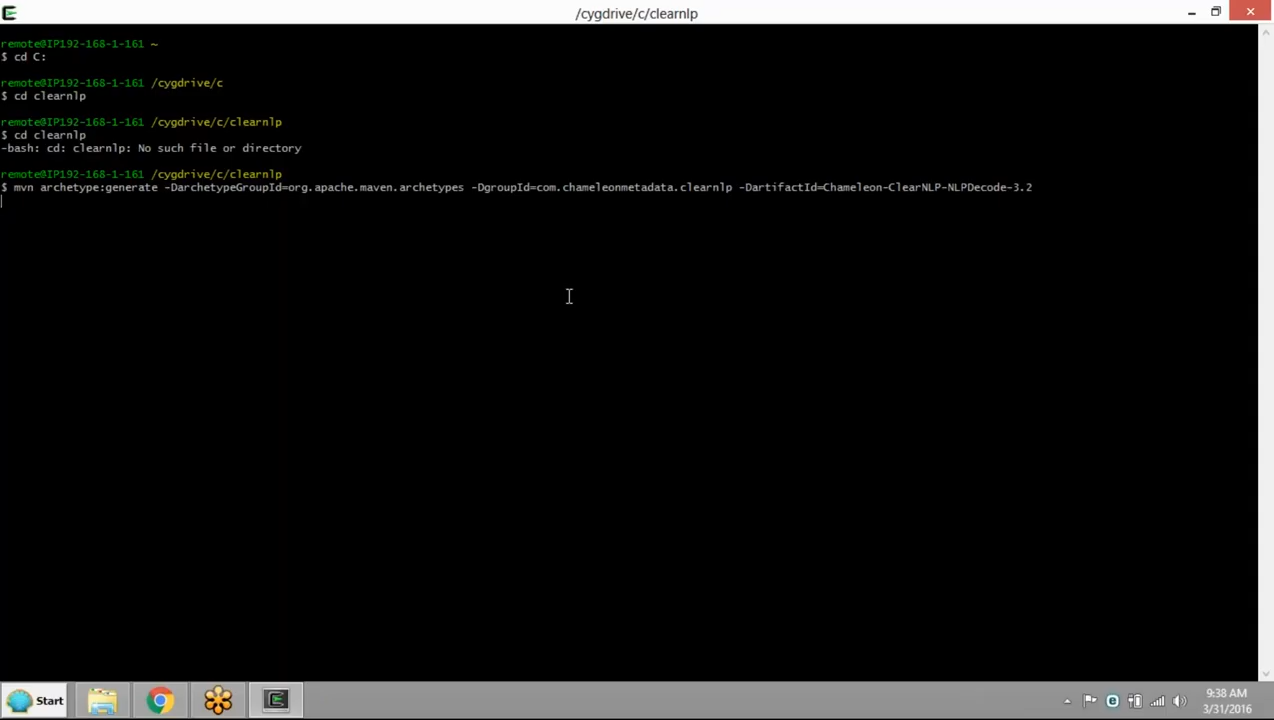 /cygdrive/c/clearnlp
remote@IP192-168-1-161 ~
$ cd C:
remote@IP192-168-1-161 /cygdrive/c
$ cd clearnlp
remote@IP192-168-1-161 /cygdrive/c/clearnlp
$ cd clearnlp
-bash: cd: clearnlp: No such file or directory
remote@IP192-168-1-161 /cygdrive/c/clearnlp
$ mvn archetype:generate -DarchetypeGroupId=org.apache.maven.archetypes -DgroupId=com.chameleonmetadata.clearnlp -DartifactId=Chameleon-ClearNLP-NLPDecode-3.2
Start
9:38 AM
3/31/2016